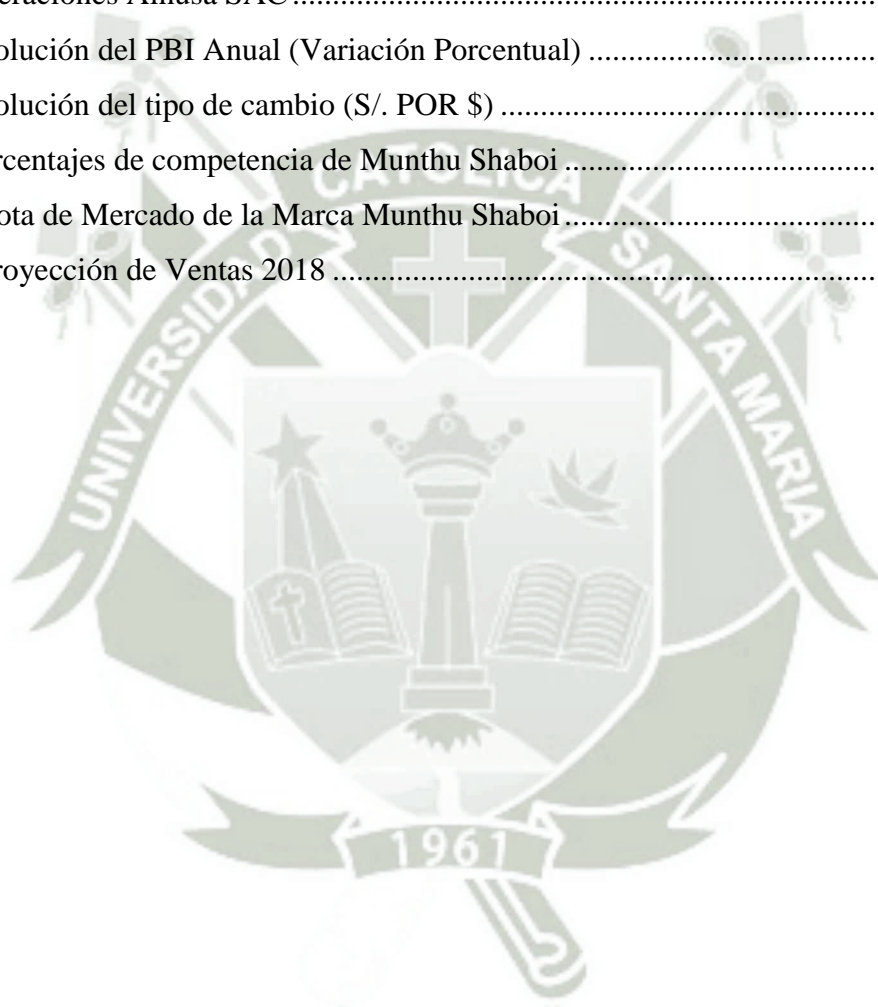 eraciones SAC ........................................................................
olución del PBI Anual (Variación Porcentual) ....................................
olución del tipo de cambio (S/. POR $) ...............................................
rcentajes de competencia de Munthu Shaboi .......................................
ota de Mercado de la Marca Munthu Shaboi .......................................
royección de Ventas 2018 ....................................................................
UNIVERSIDAD CATOLICA SANTA MARIA
1961